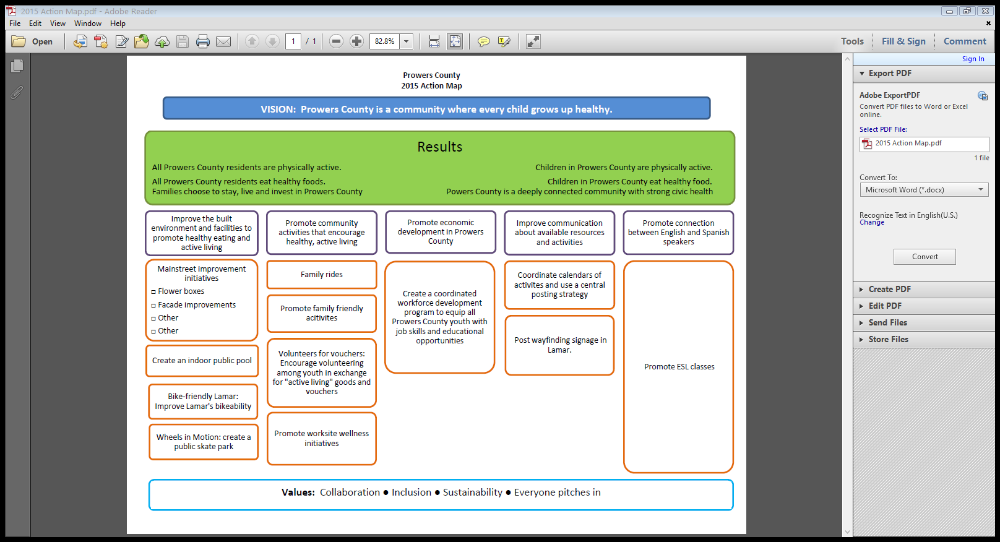 2015 Action Map.pdf - Adobe Reader
File Edit View Window Help
Open 1 / 1 82.8% Tools Fill & Sign Comment
Sign In
Export PDF
Adobe ExportPDF
Convert PDF files to Word or Excel
online.
Select PDF File:
2015 Action Map.pdf
1 file
Convert To:
Microsoft Word (*.docx)
Recognize Text in English(U.S.)
Change
Convert
Create PDF
Edit PDF
Send Files
Store Files
Prowers County
2015 Action Map
VISION: Prowers County is a community where every child grows up healthy.
Results
All Prowers County residents are physically active.
Children in Prowers County are physically active.
All Prowers County residents eat healthy foods.
Children in Prowers County eat healthy food.
Families choose to stay, live and invest in Prowers County
Powers County is a deeply connected community with strong civic health
Improve the built
environment and facilities to
promote healthy eating and
active living
Mainstreet improvement
initiatives
□ Flower boxes
□ Facade improvements
□ Other
□ Other
Create an indoor public pool
Bike-friendly Lamar:
Improve Lamar's bikeability
Wheels in Motion: create a
public skate park
Promote community
activities that encourage
healthy, active living
Family rides
Promote family friendly
acitivites
Volunteers for vouchers:
Encourage volunteering
among youth in exchange
for "active living" goods and
vouchers
Promote worksite wellness
initiatives
Promote economic
development in Prowers
County
Create a coordinated
workforce development
program to equip all
Prowers County youth with
job skills and educational
opportunities
Improve communication
about available resources
and activities
Coordinate calendars of
activites and use a central
posting strategy
Post wayfinding signage in
Lamar.
Promote connection
between English and Spanish
speakers
Promote ESL classes
Values: Collaboration ● Inclusion ● Sustainability ● Everyone pitches in